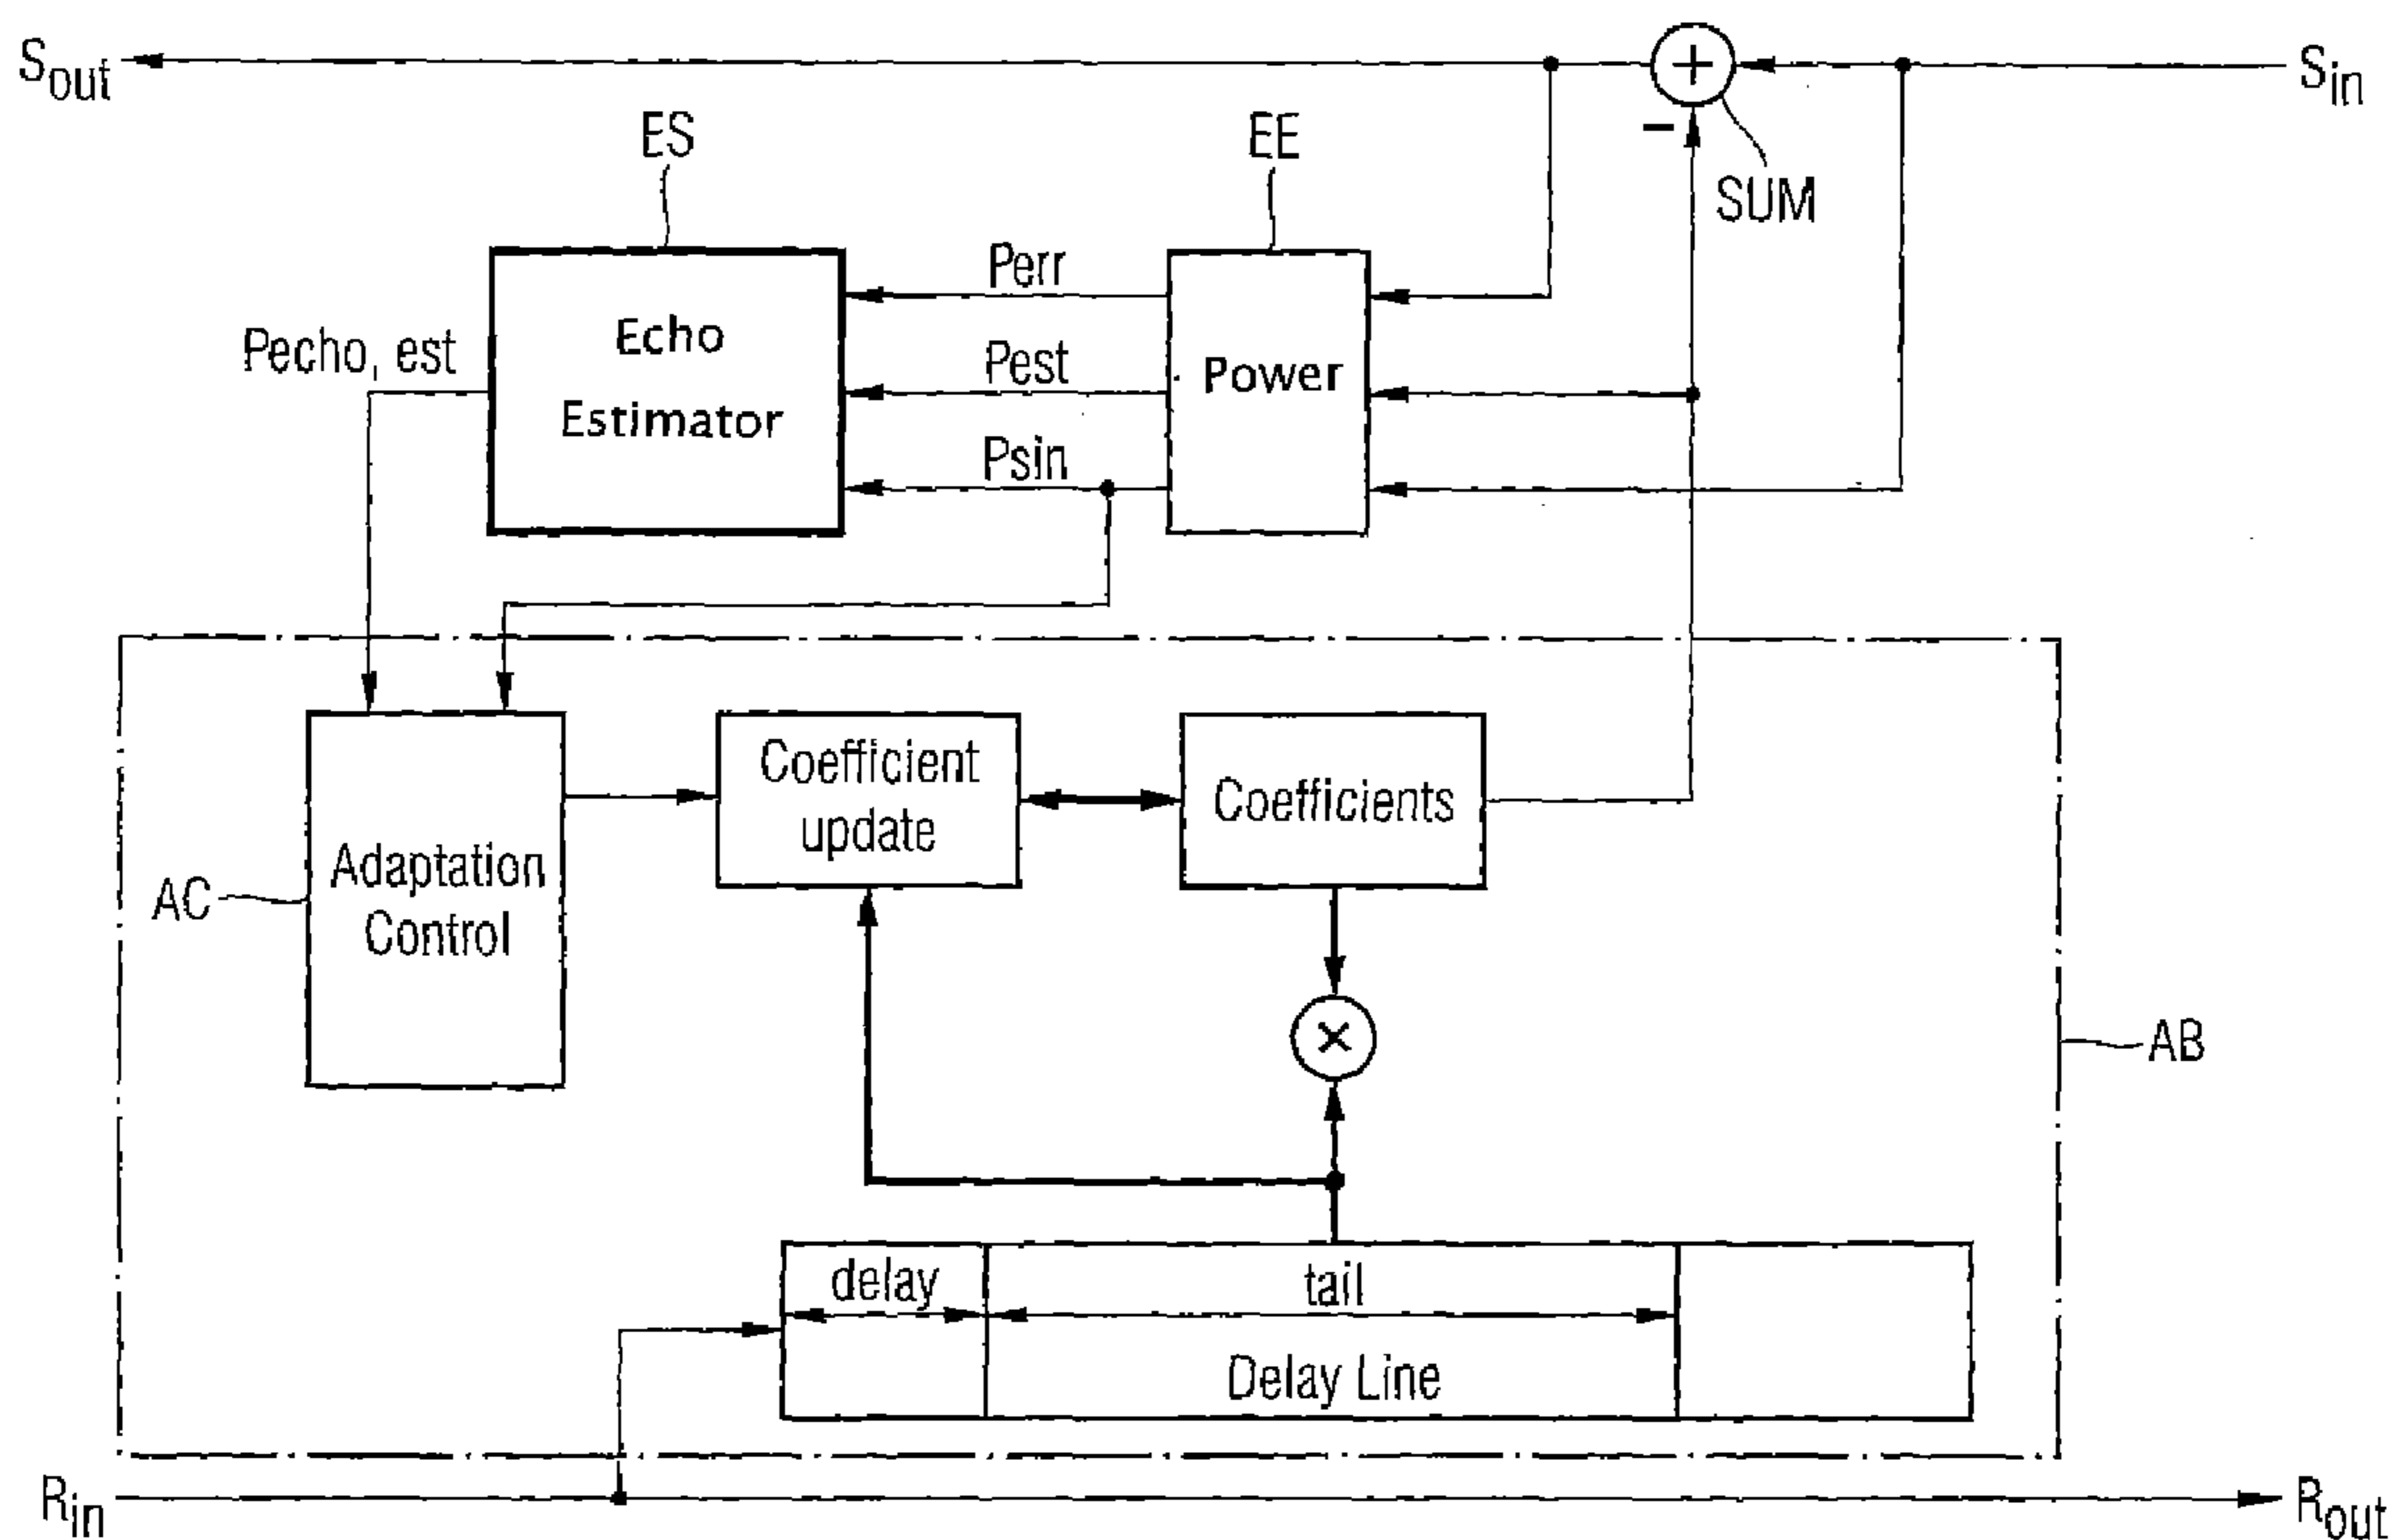 Sout
Sin
ES
EE
SUM
−
Perr
Pest
Psin
Pecho, est
Echo
Estimator
Power
Coefficient
update
Coefficients
Adaptation
Control
AC
AB
delay
tail
Delay Line
Rin
Rout